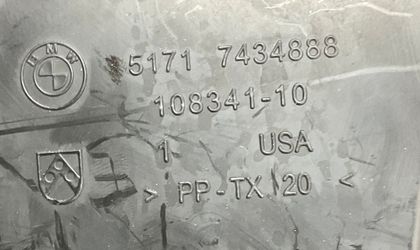 BMW
5171 7434888
108341-10
1 USA
> PP-TX 20 <